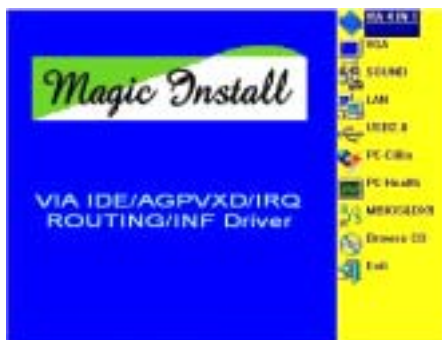 Magic Install
VIA IDE/AGPVXD/IRQ
ROUTING/INF Driver
VIA 4 IN 1
VGA
SOUND
LAN
USB2.0
PC-Cillin
PC-Health
Browse CD
Exit